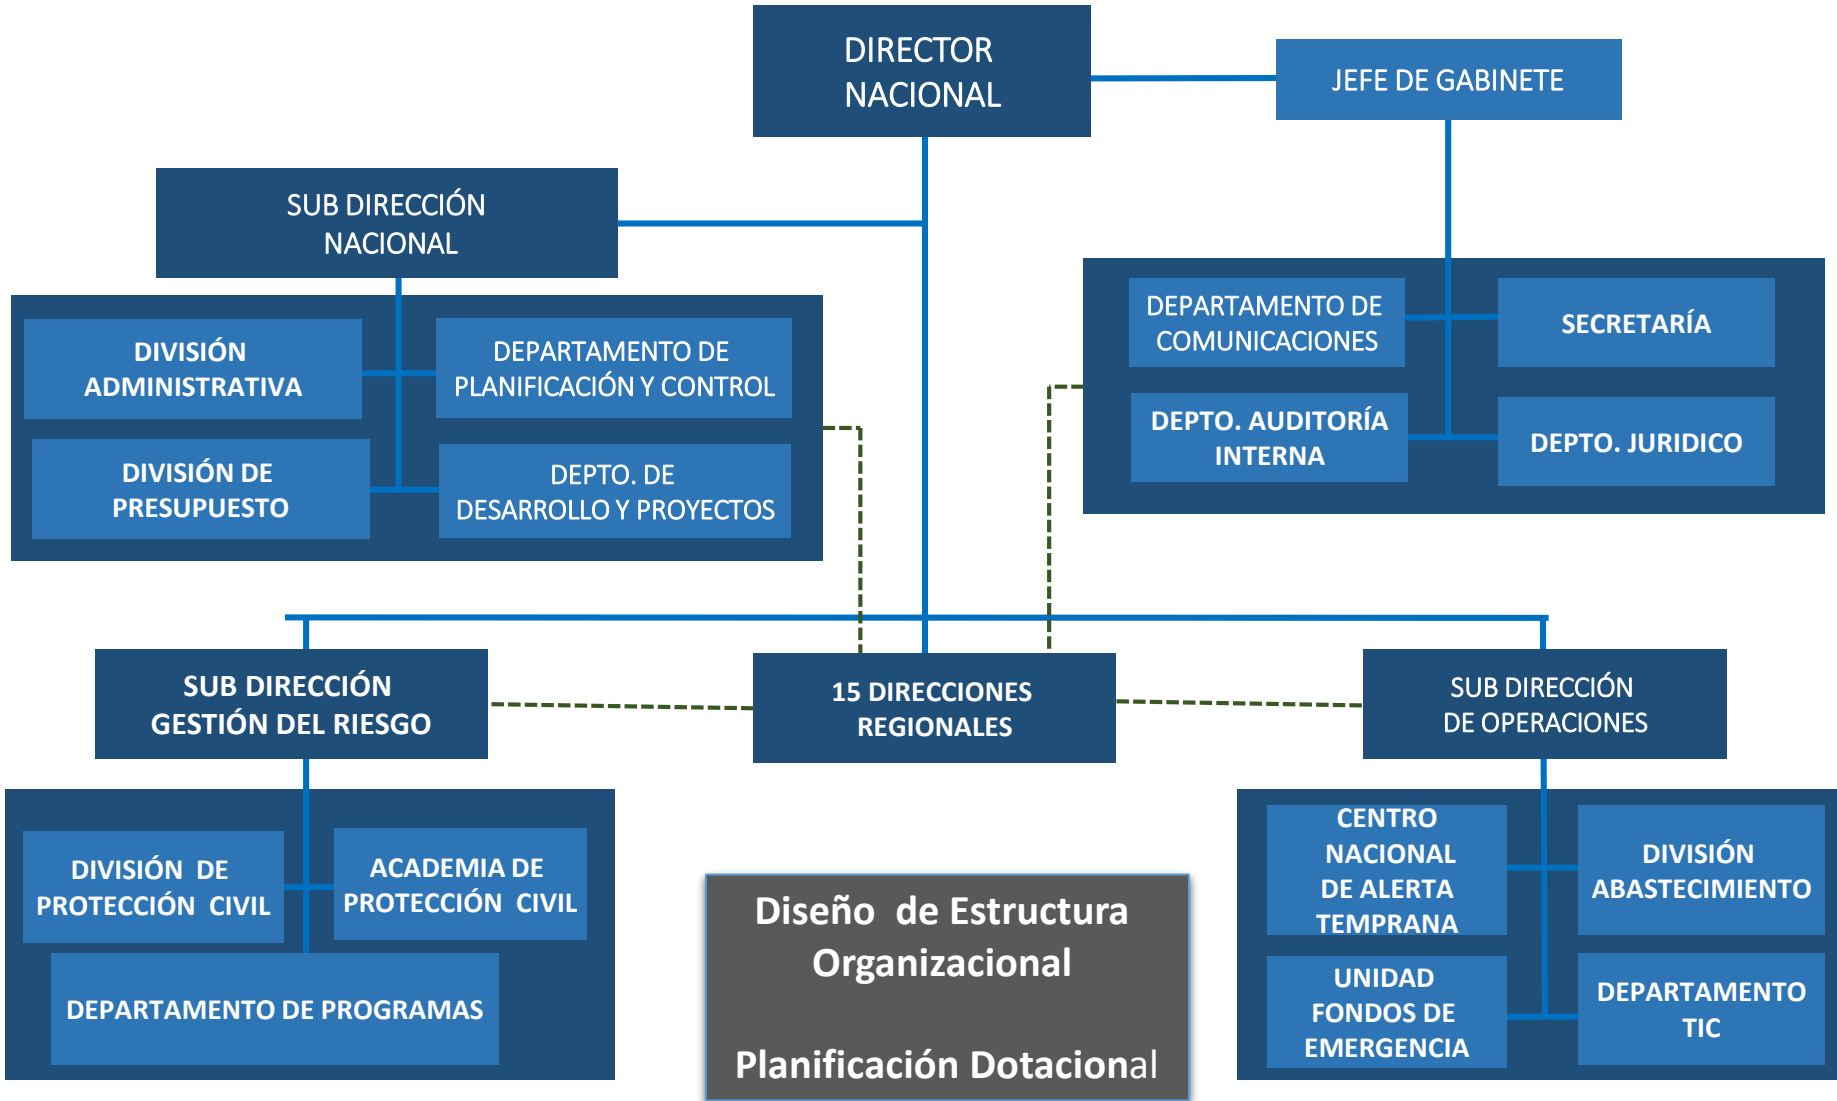 DIRECTOR
NACIONAL
JEFE DE GABINETE
SUB DIRECCIÓN
NACIONAL
DIVISIÓN
ADMINISTRATIVA
DEPARTAMENTO DE
PLANIFICACIÓN Y CONTROL
DIVISIÓN DE
PRESUPUESTO
DEPTO. DE
DESARROLLO Y PROYECTOS
DEPARTAMENTO DE
COMUNICACIONES
SECRETARÍA
DEPTO. AUDITORÍA
INTERNA
DEPTO. JURIDICO
SUB DIRECCIÓN
GESTIÓN DEL RIESGO
15 DIRECCIONES
REGIONALES
SUB DIRECCIÓN
DE OPERACIONES
DIVISIÓN DE
PROTECCIÓN CIVIL
ACADEMIA DE
PROTECCIÓN CIVIL
DEPARTAMENTO DE PROGRAMAS
Diseño de Estructura
Organizacional
Planificación Dotacional
CENTRO
NACIONAL
DE ALERTA
TEMPRANA
DIVISIÓN
ABASTECIMIENTO
UNIDAD
FONDOS DE
EMERGENCIA
DEPARTAMENTO
TIC